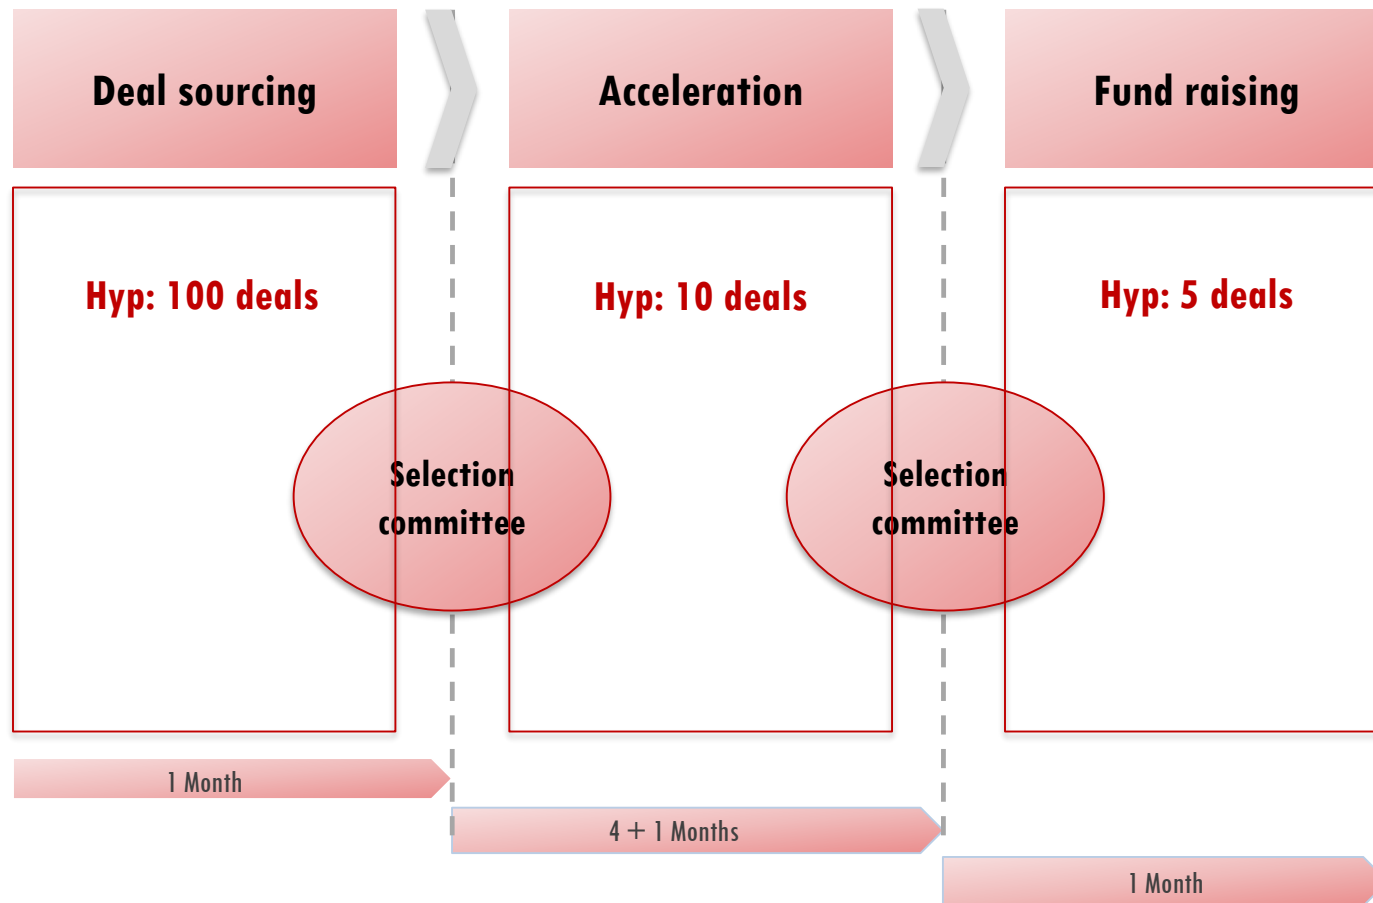 Deal sourcing
Acceleration
Fund raising
Hyp: 100 deals
Hyp: 10 deals
Hyp: 5 deals
Selection
committee
Selection
committee
1 Month
4 + 1 Months
1 Month